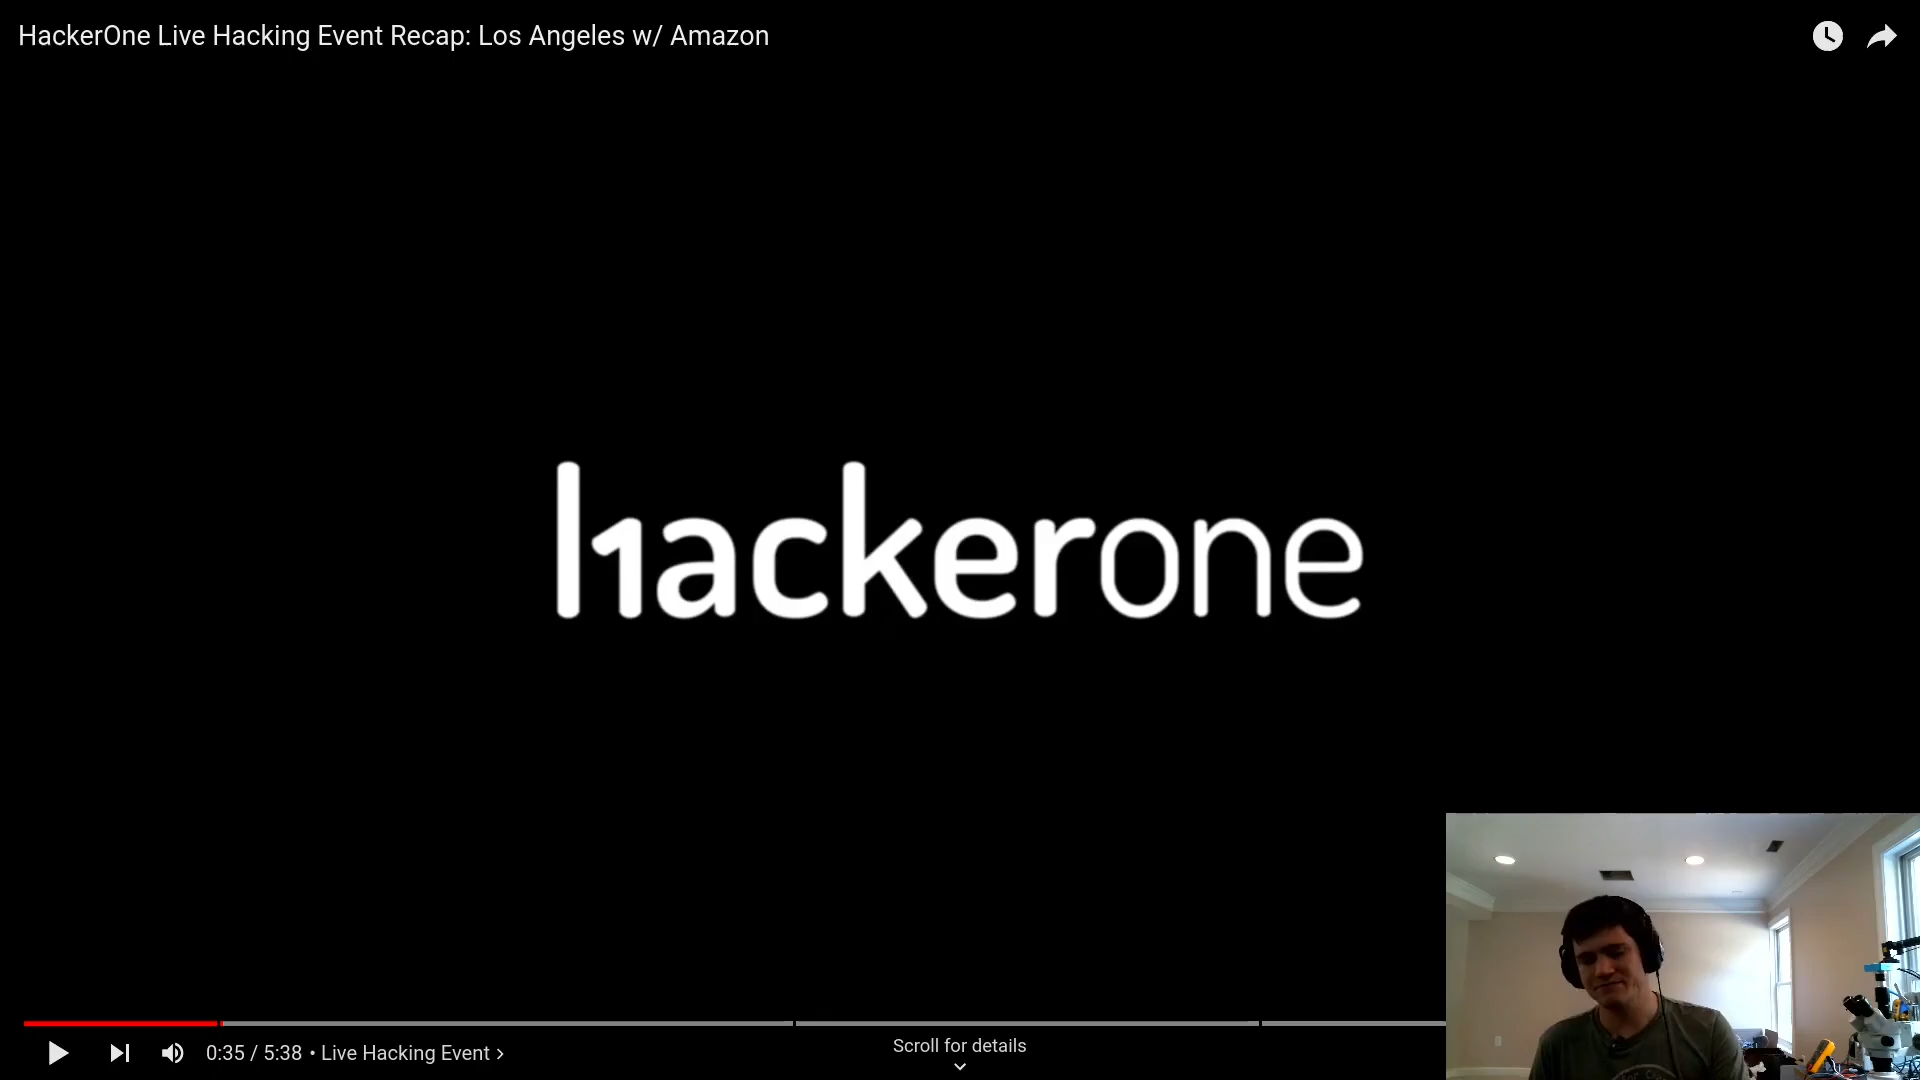 HackerOne Live Hacking Event Recap: Los Angeles w/ Amazon
hackerone
0:35 / 5:38 • Live Hacking Event ›
Scroll for details